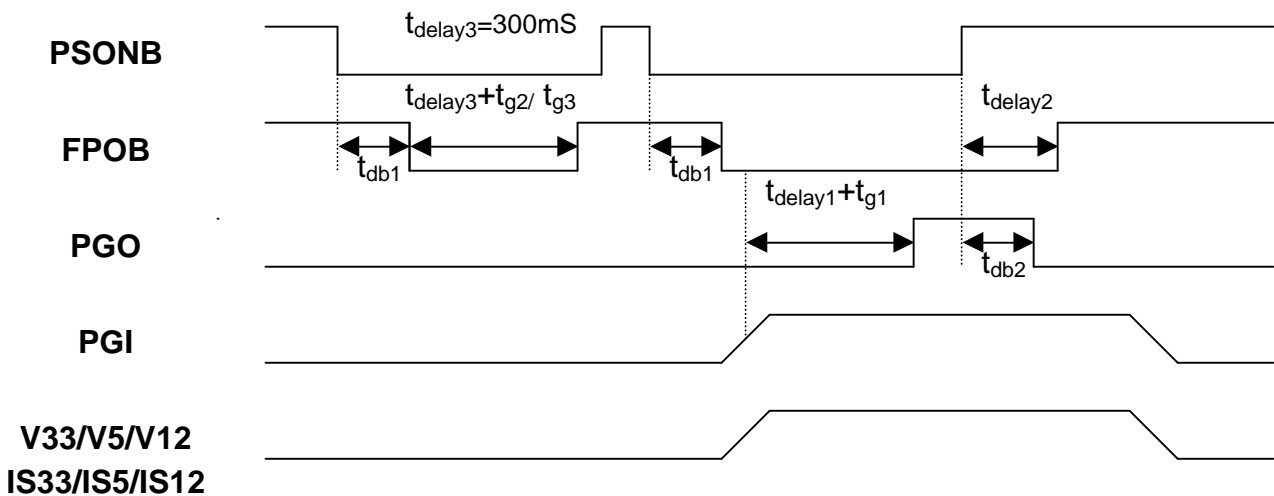 PSONB
tdelay3=300mS
tdelay3+tg2/ tg3
tdelay2
FPOB
tdb1
tdb1
tdelay1+tg1
PGO
tdb2
PGI
V33/V5/V12
IS33/IS5/IS12